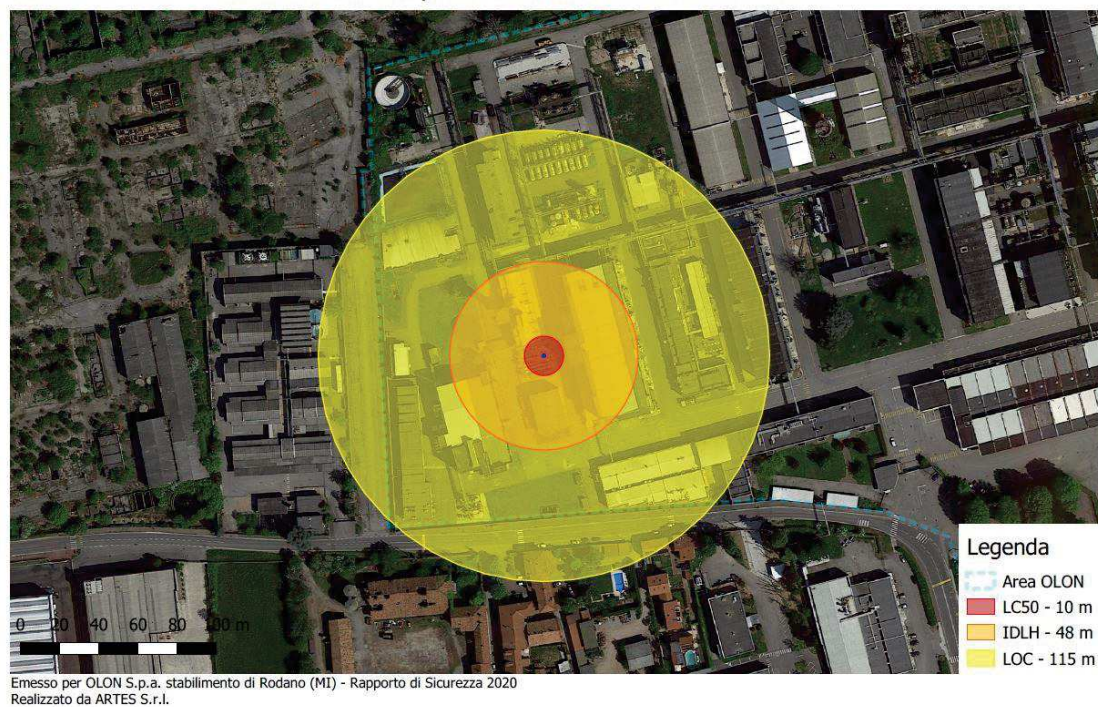 Legenda
Area OLON
LC50 - 10 m
IDLH - 48 m
LOC - 115 m
0 20 40 60 80 100 m
Emesso per OLON S.p.a. stabilimento di Rodano (MI) - Rapporto di Sicurezza 2020
Realizzato da ARTES S.r.l.